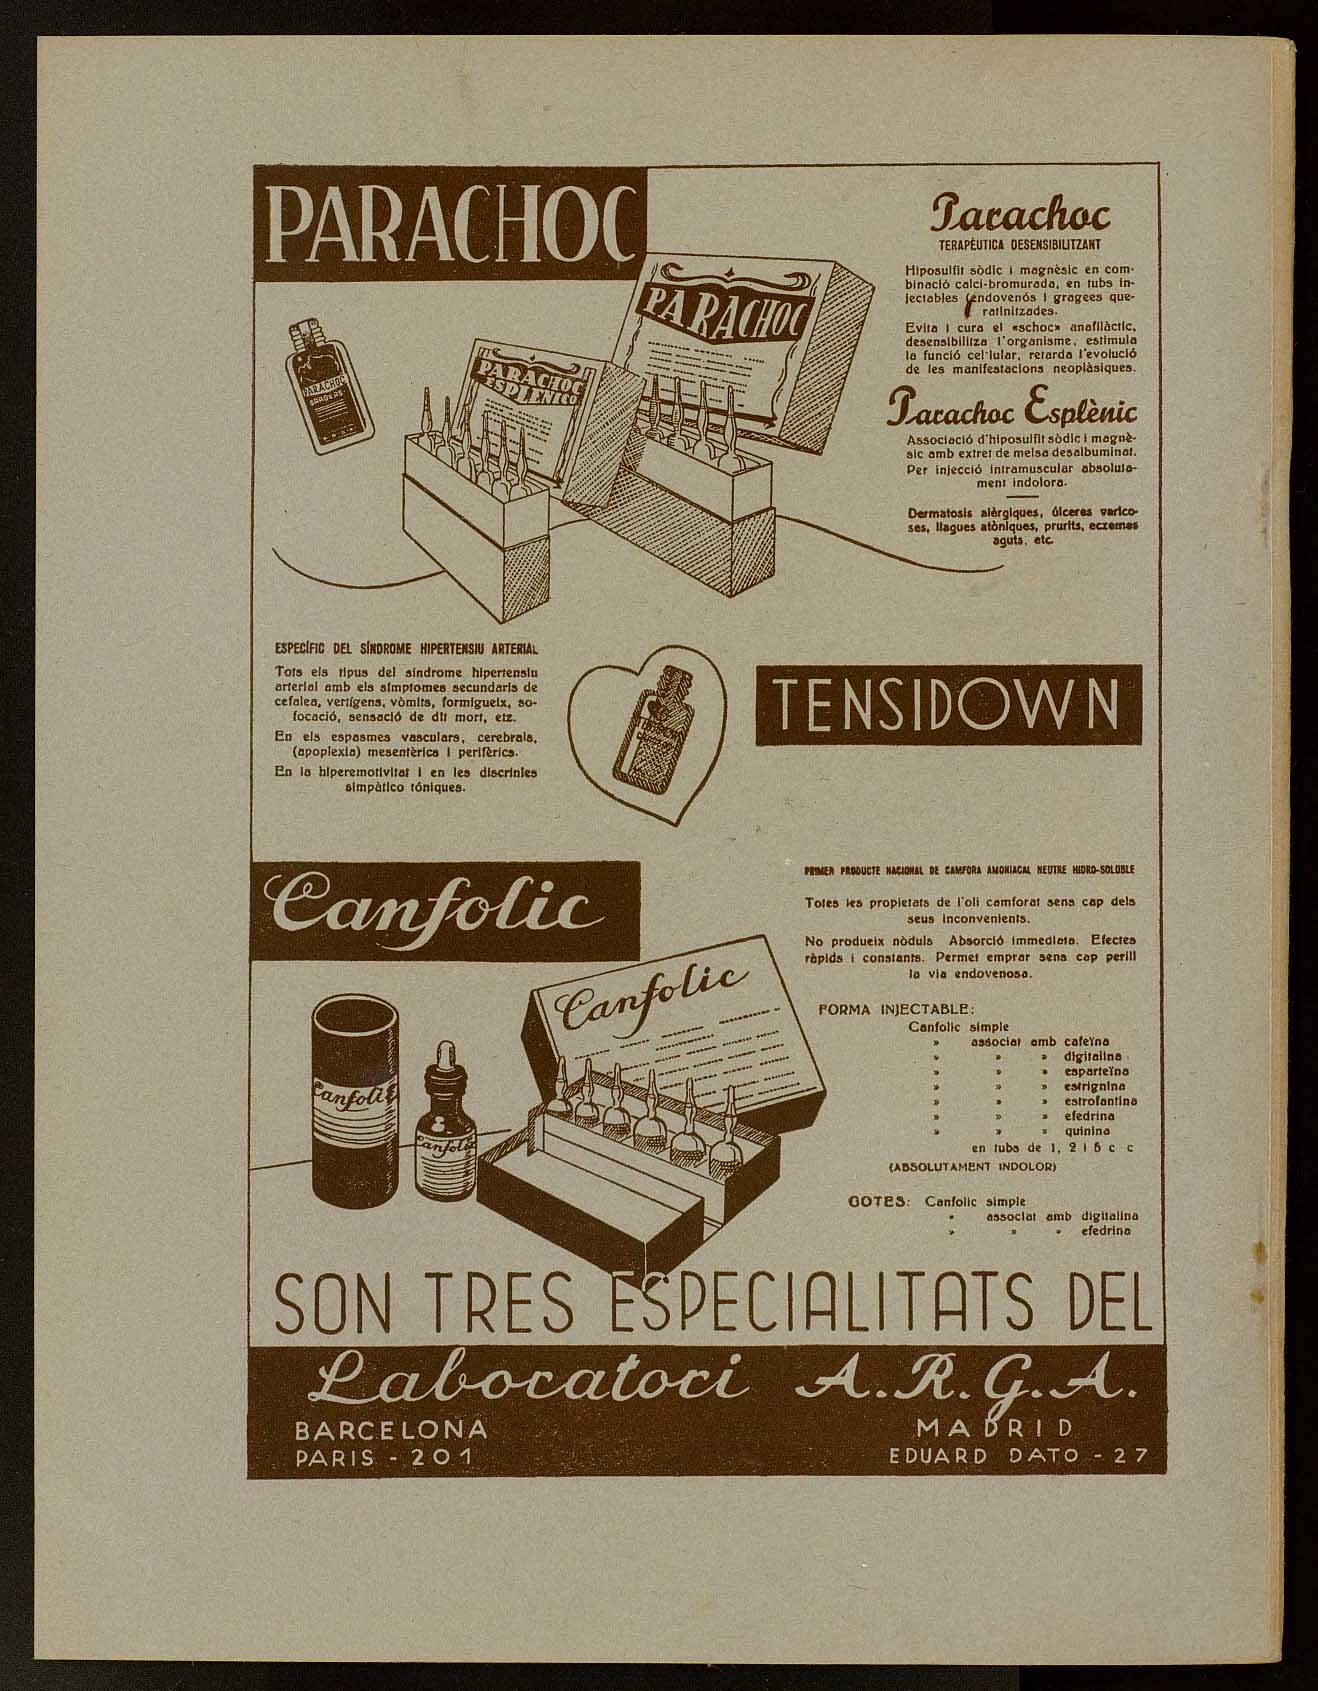 PARACHOC
Parachoc
TERAPÈUTICA DESENSIBILITZANT
Hiposulfit sòdic i magnèsic en com-
binació calci-bromurada, en tubs in-
jectables endovenós i gragees que-
ratinitzades.
Evita i cura el «schoc» anafilàctic,
desensibilitza l'organisme, estimula
la funció cel·lular, retarda l'evolució
de les manifestacions neoplàsiques.
Parachoc Esplènic
Associació d'hiposulfit sòdic i magnè-
sic amb extret de melsa desalbuminat.
Per injecció intramuscular absoluta-
ment indolora.
Dermatosis alèrgiques, úlceres varico-
ses, llagues atòniques, prurits, eczemes
aguts, etc.
PARACHOC
PARACHOC
ESPLENICO
PARACHOC
ESPECÍFIC DEL SÍNDROME HIPERTENSIU ARTERIAL
Tots els tipus del síndrome hipertensiu
arterial amb els símptomes secundaris de
cefalea, vertígens, vòmits, formigueix, so-
focació, sensació de dit mort, etz.
En els espasmes vasculars, cerebrals,
(apoplexia) mesentèrics i perifèrics.
En la hiperemotivitat i en les discrinies
simpàtico tòniques.
TENSIDOWN
Canfolic
PRIMER PRODUCTE NACIONAL DE CAMFORA AMONIACAL NEUTRE HIDRO-SOLUBLE
Totes les propietats de l'oli camforat sens cap dels
seus inconvenients.
No produeix nòduls Absorció immediata. Efectes
ràpids i constants. Permet emprar sens cap perill
la via endovenosa.
FORMA INJECTABLE:
Canfolic simple
» associat amb cafeïna
» » » digitalina
» » » esparteïna
» » » estrignina
» » » estrofantina
» » » efedrina
» » » quinina
en tubs de 1, 2 i 5 c c
(ABSOLUTAMENT INDOLOR)
GOTES: Canfolic simple
» associat amb digitalina
» » » efedrina
Canfolic
Canfolic
Canfolic
SON TRES ESPECIALITATS DEL
Laboratori A.R.G.A.
BARCELONA
PARIS - 201
MADRID
EDUARD DATO - 27